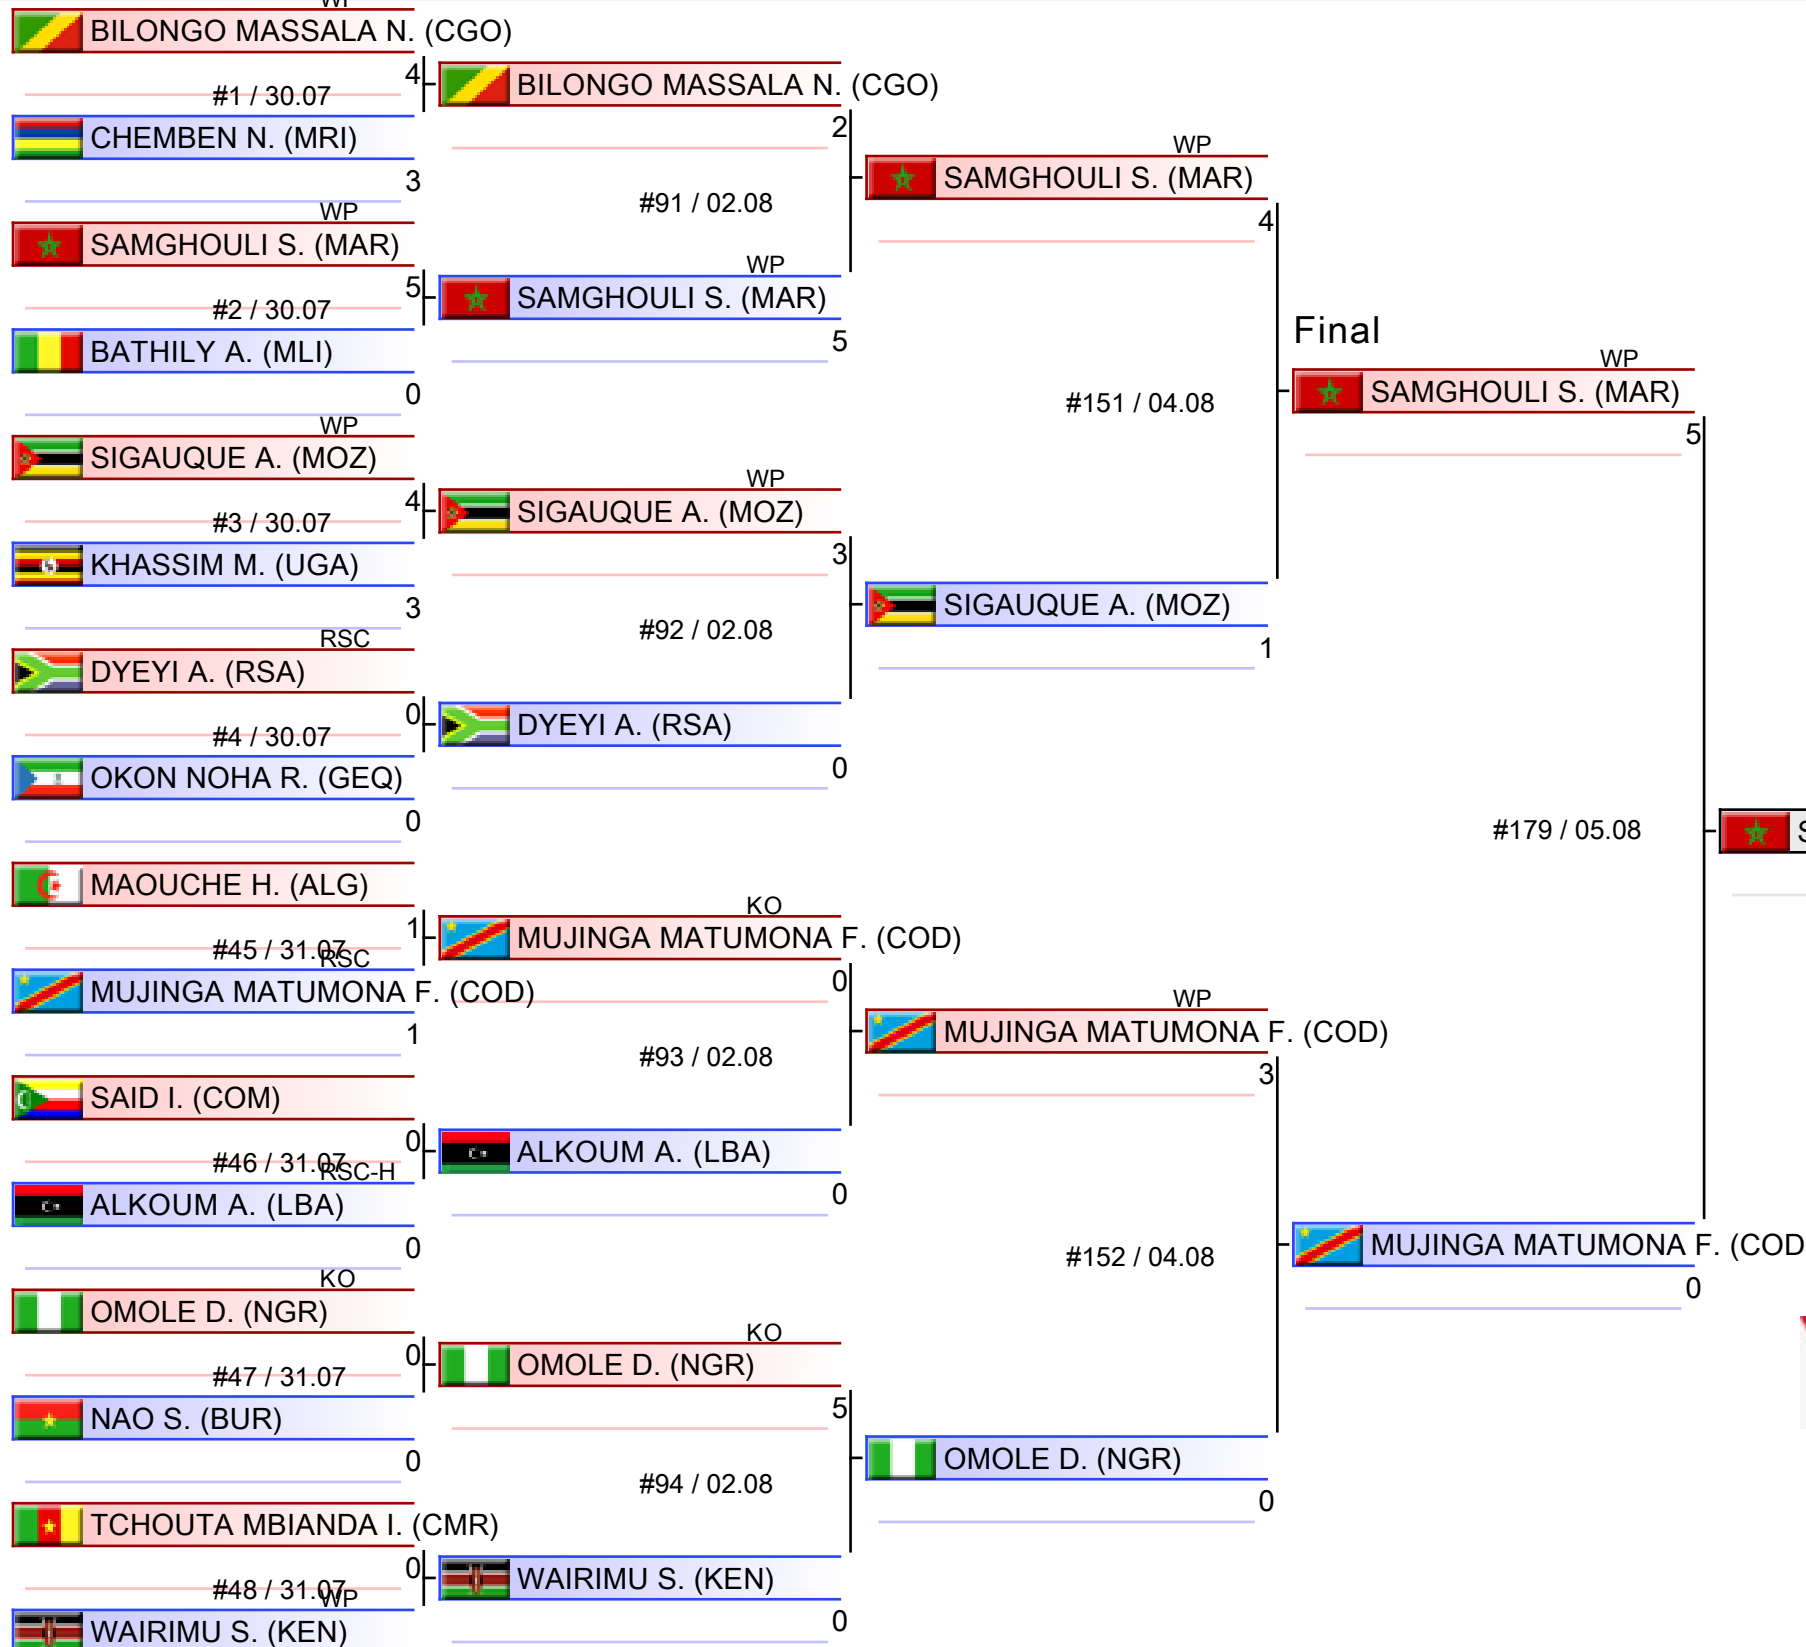 WP
BILONGO MASSALA N. (CGO)
4
#1 / 30.07
CHEMBEN N. (MRI)
3
WP
SAMGHOULI S. (MAR)
5
#2 / 30.07
BATHILY A. (MLI)
0
WP
SIGAUQUE A. (MOZ)
4
#3 / 30.07
KHASSIM M. (UGA)
3
RSC
DYEYI A. (RSA)
0
#4 / 30.07
OKON NOHA R. (GEQ)
0
MAOUCHE H. (ALG)
1
#45 / 31.07
RSC
MUJINGA MATUMONA F. (COD)
1
SAID I. (COM)
0
#46 / 31.07
RSC-H
ALKOUM A. (LBA)
0
KO
OMOLE D. (NGR)
0
#47 / 31.07
NAO S. (BUR)
0
TCHOUTA MBIANDA I. (CMR)
0
#48 / 31.07
WP
WAIRIMU S. (KEN)
BILONGO MASSALA N. (CGO)
2
#91 / 02.08
WP
SAMGHOULI S. (MAR)
5
WP
SIGAUQUE A. (MOZ)
3
#92 / 02.08
DYEYI A. (RSA)
0
KO
MUJINGA MATUMONA F. (COD)
0
#93 / 02.08
ALKOUM A. (LBA)
0
KO
OMOLE D. (NGR)
5
#94 / 02.08
WAIRIMU S. (KEN)
0
WP
SAMGHOULI S. (MAR)
4
#151 / 04.08
SIGAUQUE A. (MOZ)
1
WP
MUJINGA MATUMONA F. (COD)
3
#152 / 04.08
OMOLE D. (NGR)
0
Final
WP
SAMGHOULI S. (MAR)
5
#179 / 05.08
MUJINGA MATUMONA F. (COD
0
S